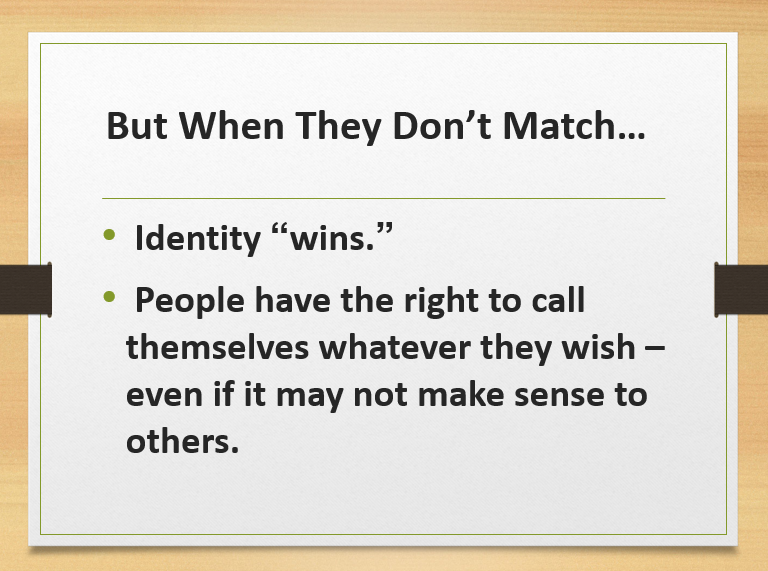 But When They Don’t Match…
• Identity “wins.”
• People have the right to call
themselves whatever they wish –
even if it may not make sense to
others.